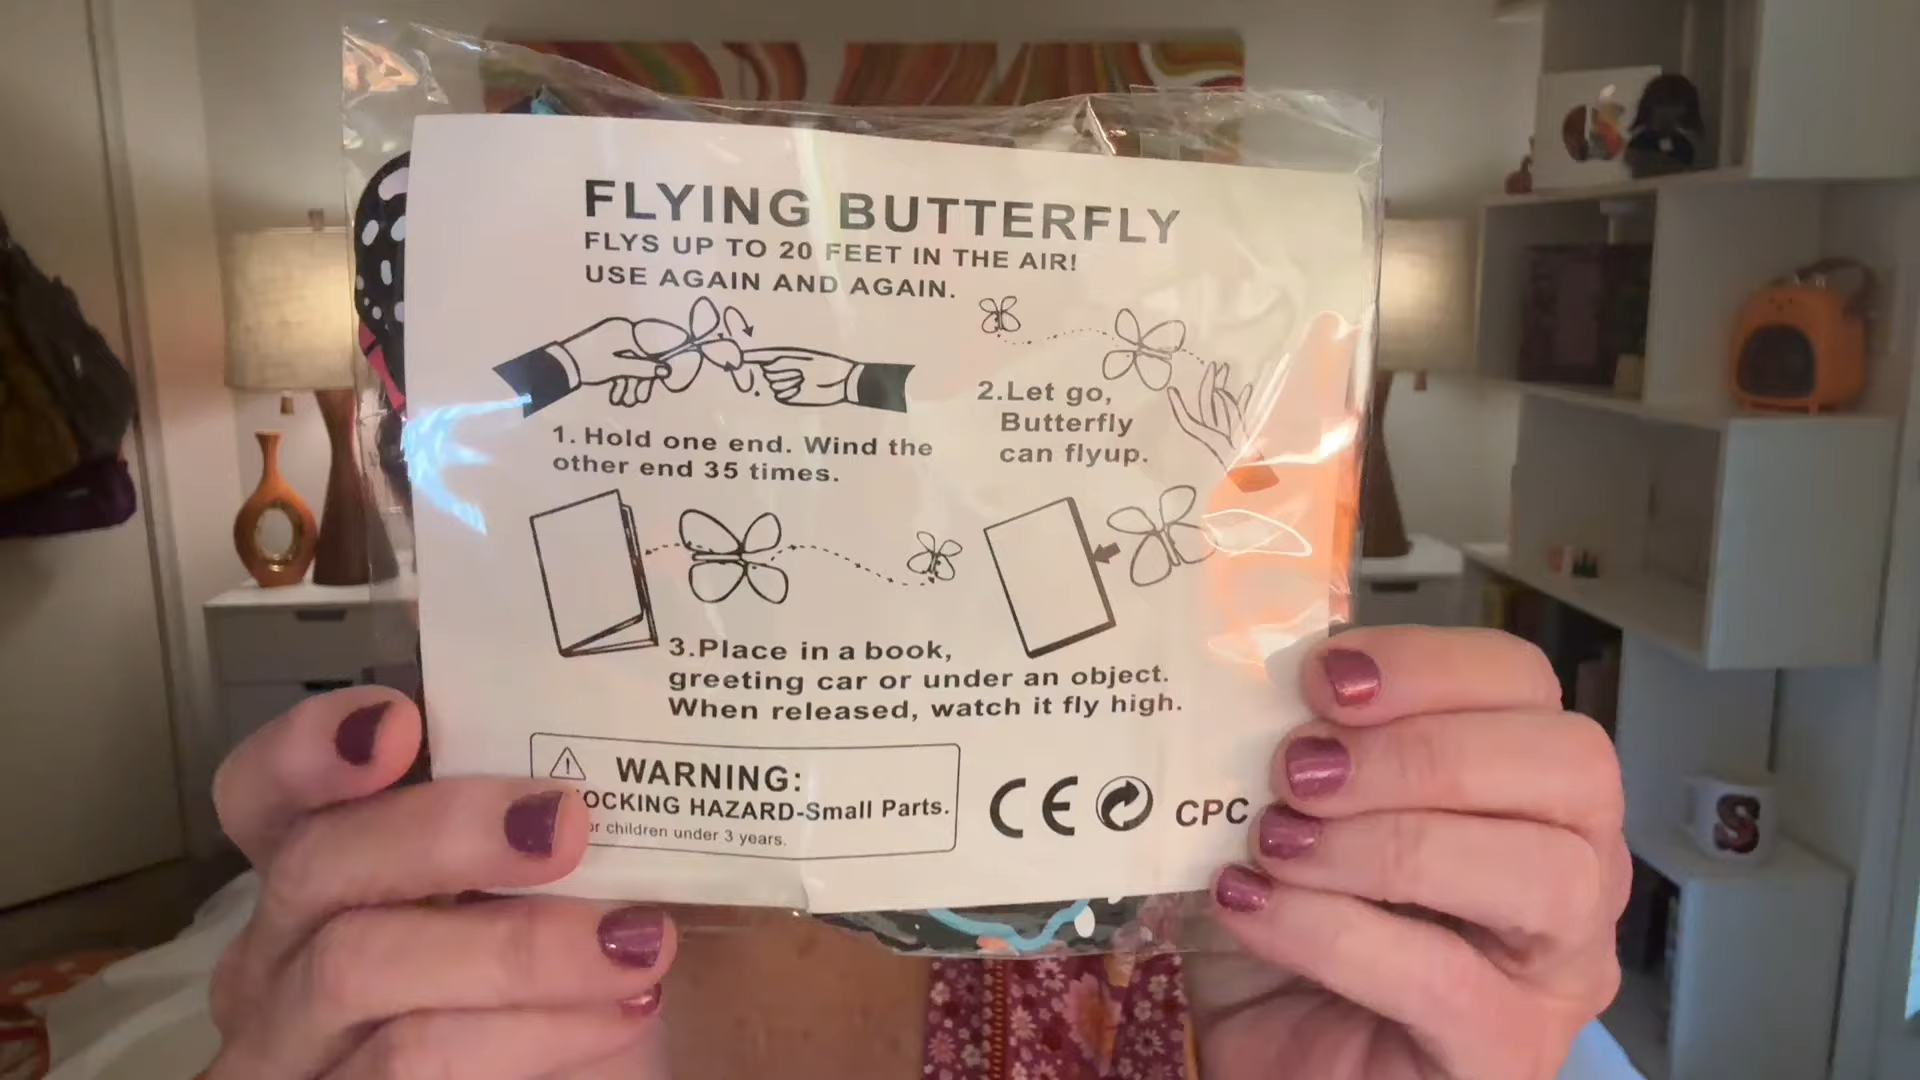 FLYING BUTTERFLY
FLYS UP TO 20 FEET IN THE AIR!
USE AGAIN AND AGAIN.
1. Hold one end. Wind the
other end 35 times.
2.Let go,
Butterfly
can flyup.
3.Place in a book,
greeting car or under an object.
When released, watch it fly high.
WARNING:
HAZARD-Small Parts.
children under 3 years.
CE CPC
S